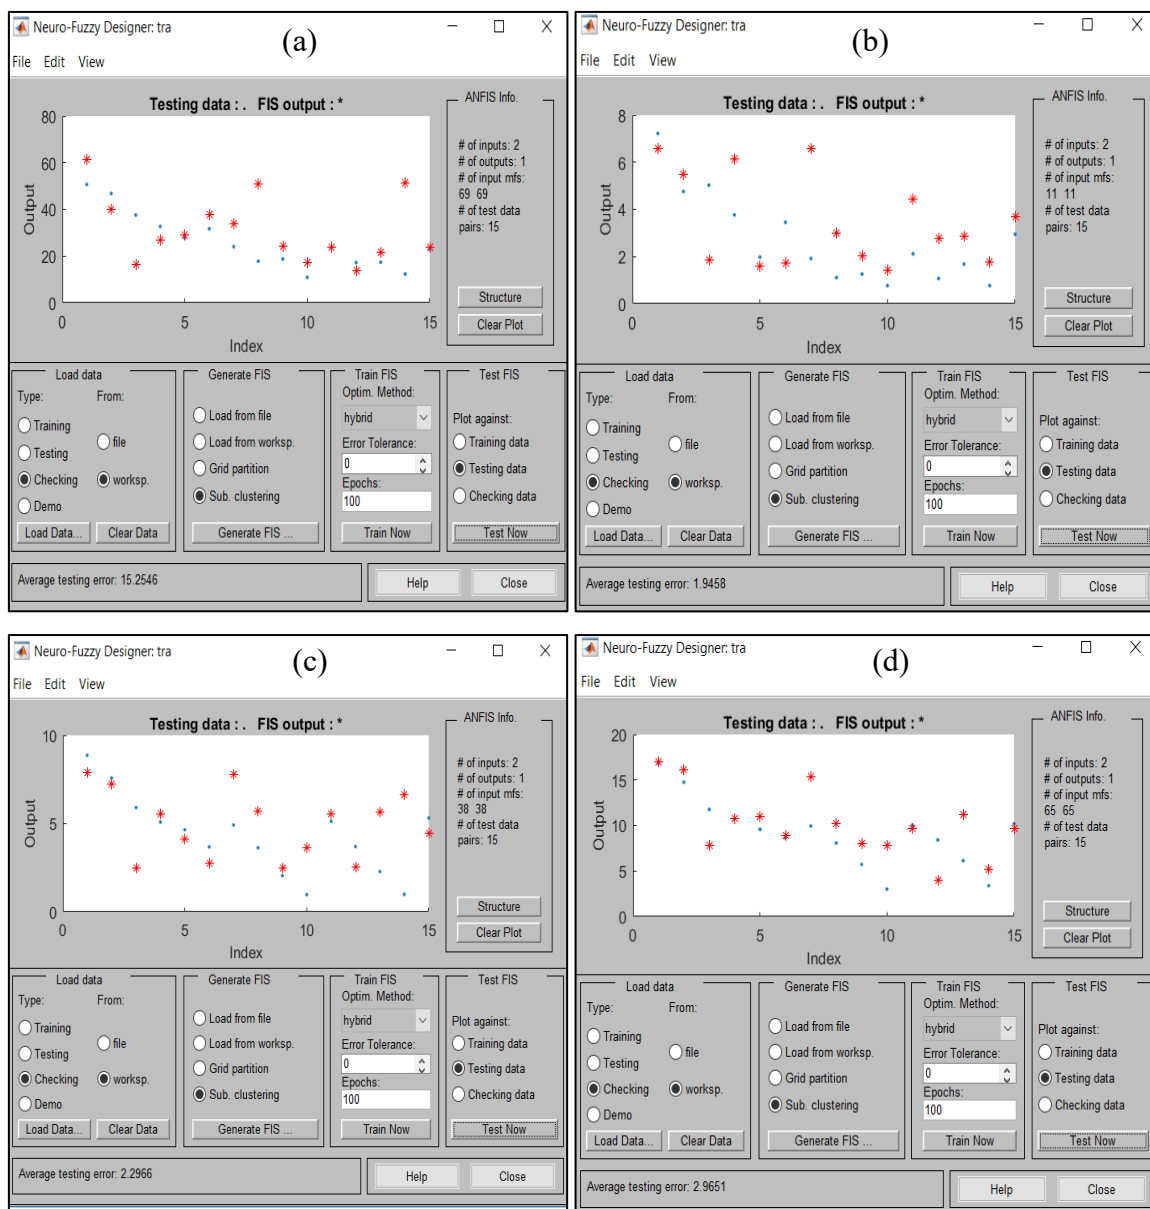 Neuro-Fuzzy Designer: tra
(a)
File Edit View
Testing data : . FIS output : *
ANFIS Info.
80
60
40
20
0
Output
0 5 10 15
Index
# of inputs: 2
# of outputs: 1
# of input mfs:
69 69
# of test data
pairs: 15
Structure
Clear Plot
Load data
Type: From:
Training
Testing
Checking
Demo
file
worksp.
Load Data... Clear Data
Generate FIS
Load from file
Load from worksp.
Grid partition
Sub. clustering
Generate FIS ...
Train FIS
Optim. Method:
hybrid
Error Tolerance:
0
Epochs:
100
Train Now
Test FIS
Plot against:
Training data
Testing data
Checking data
Test Now
Average testing error: 15.2546
Help Close
Neuro-Fuzzy Designer: tra
(b)
File Edit View
Testing data : . FIS output : *
ANFIS Info.
8
6
4
2
0
Output
0 5 10 15
Index
# of inputs: 2
# of outputs: 1
# of input mfs:
11 11
# of test data
pairs: 15
Structure
Clear Plot
Load data
Type: From:
Training
Testing
Checking
Demo
file
worksp.
Load Data... Clear Data
Generate FIS
Load from file
Load from worksp.
Grid partition
Sub. clustering
Generate FIS ...
Train FIS
Optim. Method:
hybrid
Error Tolerance:
0
Epochs:
100
Train Now
Test FIS
Plot against:
Training data
Testing data
Checking data
Test Now
Average testing error: 1.9458
Help Close
Neuro-Fuzzy Designer: tra
(c)
File Edit View
Testing data : . FIS output : *
ANFIS Info.
10
5
0
Output
0 5 10 15
Index
# of inputs: 2
# of outputs: 1
# of input mfs:
38 38
# of test data
pairs: 15
Structure
Clear Plot
Load data
Type: From:
Training
Testing
Checking
Demo
file
worksp.
Load Data... Clear Data
Generate FIS
Load from file
Load from worksp.
Grid partition
Sub. clustering
Generate FIS ...
Train FIS
Optim. Method:
hybrid
Error Tolerance:
0
Epochs:
100
Train Now
Test FIS
Plot against:
Training data
Testing data
Checking data
Test Now
Average testing error: 2.2966
Help Close
Neuro-Fuzzy Designer: tra
(d)
File Edit View
Testing data : . FIS output : *
ANFIS Info.
20
15
10
5
0
Output
0 5 10 15
Index
# of inputs: 2
# of outputs: 1
# of input mfs:
65 65
# of test data
pairs: 15
Structure
Clear Plot
Load data
Type: From:
Training
Testing
Checking
Demo
file
worksp.
Load Data... Clear Data
Generate FIS
Load from file
Load from worksp.
Grid partition
Sub. clustering
Generate FIS ...
Train FIS
Optim. Method:
hybrid
Error Tolerance:
0
Epochs:
100
Train Now
Test FIS
Plot against:
Training data
Testing data
Checking data
Test Now
Average testing error: 2.9651
Help Close